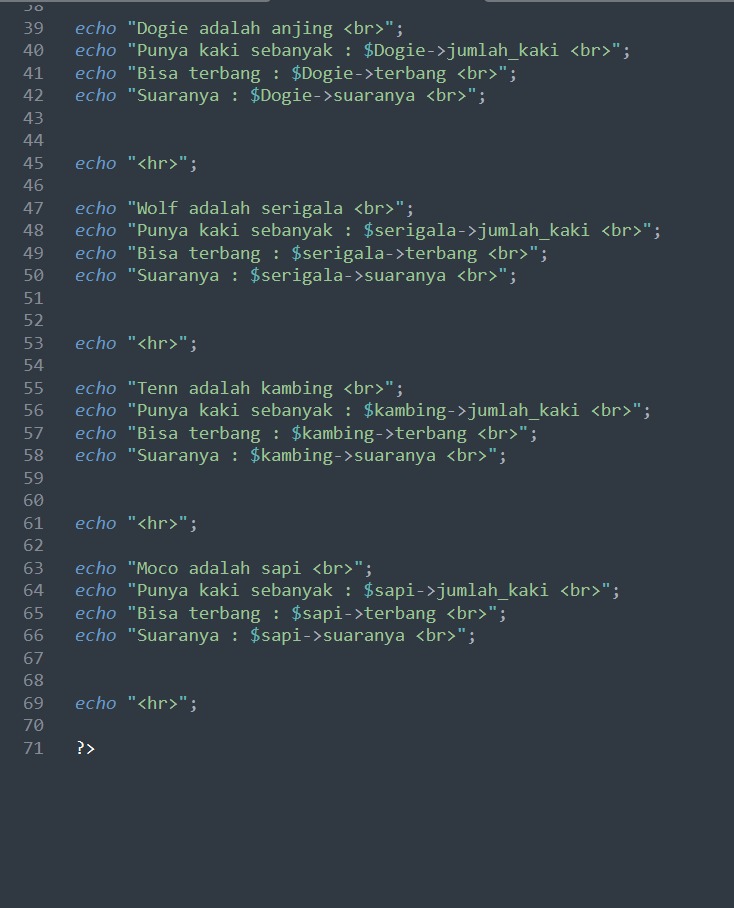 38
39 echo "Dogie adalah anjing <br>";
40 echo "Punya kaki sebanyak : $Dogie->jumlah_kaki <br>";
41 echo "Bisa terbang : $Dogie->terbang <br>";
42 echo "Suaranya : $Dogie->suaranya <br>";
43
44
45 echo "<hr>";
46
47 echo "Wolf adalah serigala <br>";
48 echo "Punya kaki sebanyak : $serigala->jumlah_kaki <br>";
49 echo "Bisa terbang : $serigala->terbang <br>";
50 echo "Suaranya : $serigala->suaranya <br>";
51
52
53 echo "<hr>";
54
55 echo "Tenn adalah kambing <br>";
56 echo "Punya kaki sebanyak : $kambing->jumlah_kaki <br>";
57 echo "Bisa terbang : $kambing->terbang <br>";
58 echo "Suaranya : $kambing->suaranya <br>";
59
60
61 echo "<hr>";
62
63 echo "Moco adalah sapi <br>";
64 echo "Punya kaki sebanyak : $sapi->jumlah_kaki <br>";
65 echo "Bisa terbang : $sapi->terbang <br>";
66 echo "Suaranya : $sapi->suaranya <br>";
67
68
69 echo "<hr>";
70
71 ?>